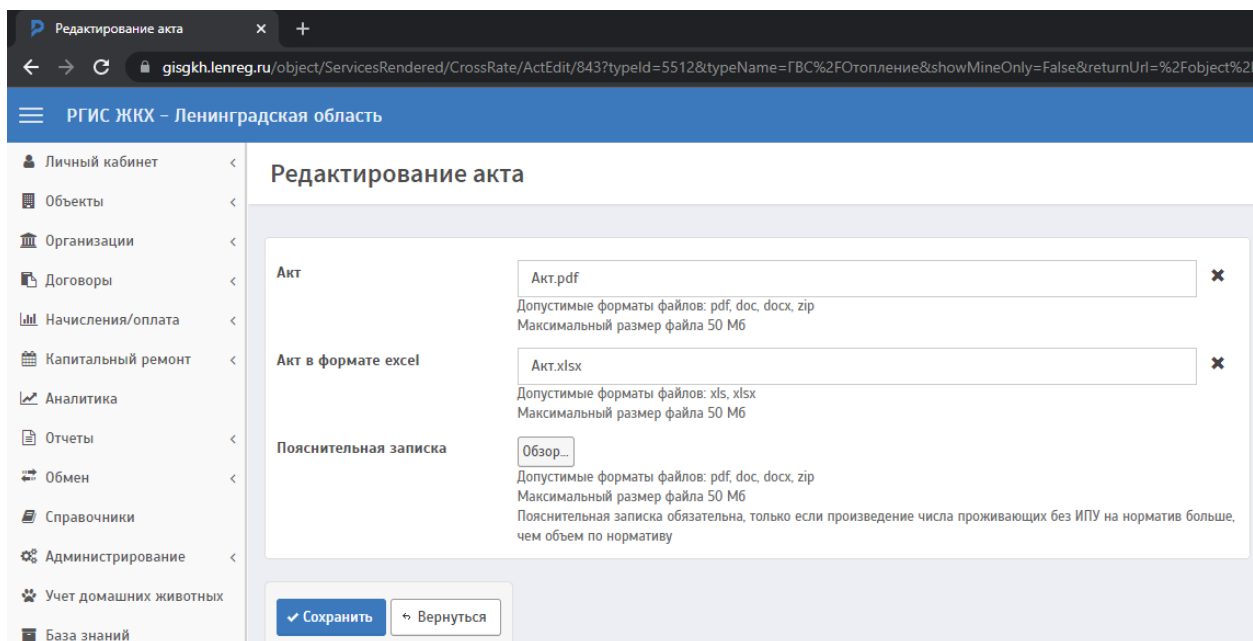 Редактирование акта
gisgkh.lenreg.ru/object/ServicesRendered/CrossRate/ActEdit/843?typeId=5512&typeName=ГВС%2FОтопление&showMineOnly=False&returnUrl=%2Fobject%2
РГИС ЖКХ – Ленинградская область
Личный кабинет
Объекты
Организации
Договоры
Начисления/оплата
Капитальный ремонт
Аналитика
Отчеты
Обмен
Справочники
Администрирование
Учет домашних животных
База знаний
Редактирование акта
Акт
Акт.pdf
Допустимые форматы файлов: pdf, doc, docx, zip
Максимальный размер файла 50 Мб
Акт в формате excel
Акт.xlsx
Допустимые форматы файлов: xls, xlsx
Максимальный размер файла 50 Мб
Пояснительная записка
Обзор...
Допустимые форматы файлов: pdf, doc, docx, zip
Максимальный размер файла 50 Мб
Пояснительная записка обязательна, только если произведение числа проживающих без ИПУ на норматив больше,
чем объем по нормативу
Сохранить
Вернуться